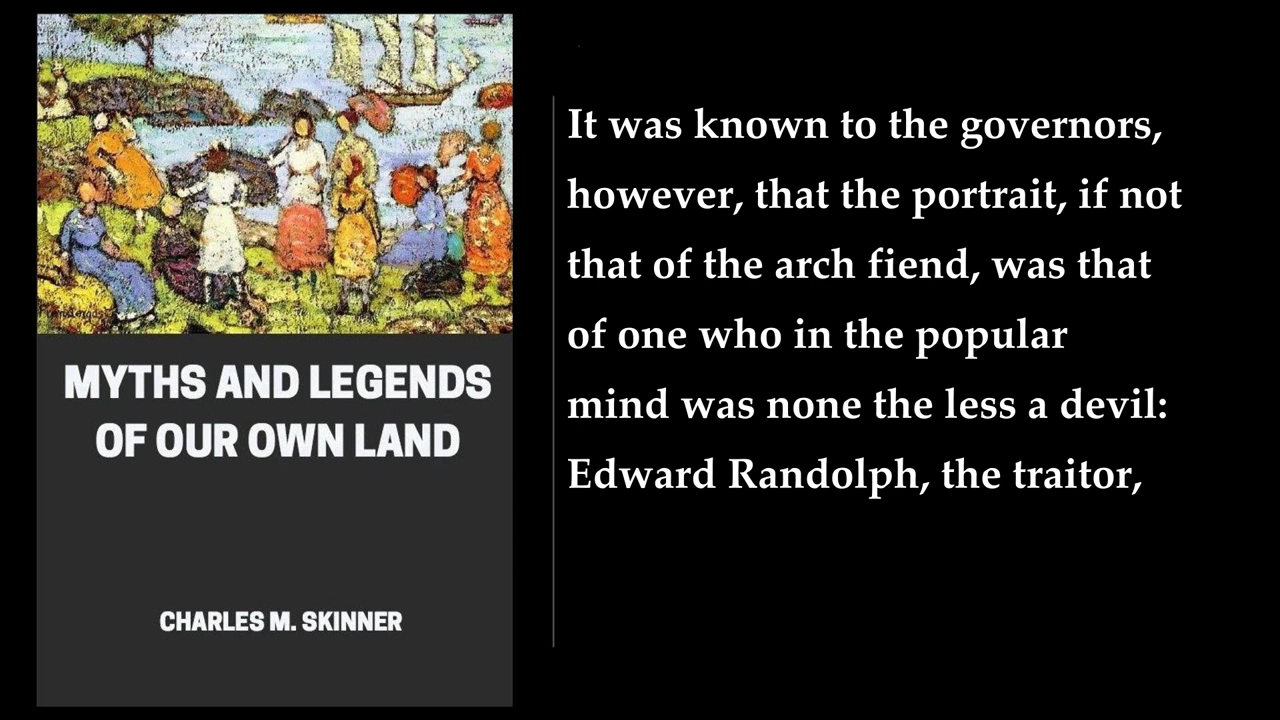 MYTHS AND LEGENDS
OF OUR OWN LAND
CHARLES M. SKINNER
It was known to the governors,
however, that the portrait, if not
that of the arch fiend, was that
of one who in the popular
mind was none the less a devil:
Edward Randolph, the traitor,